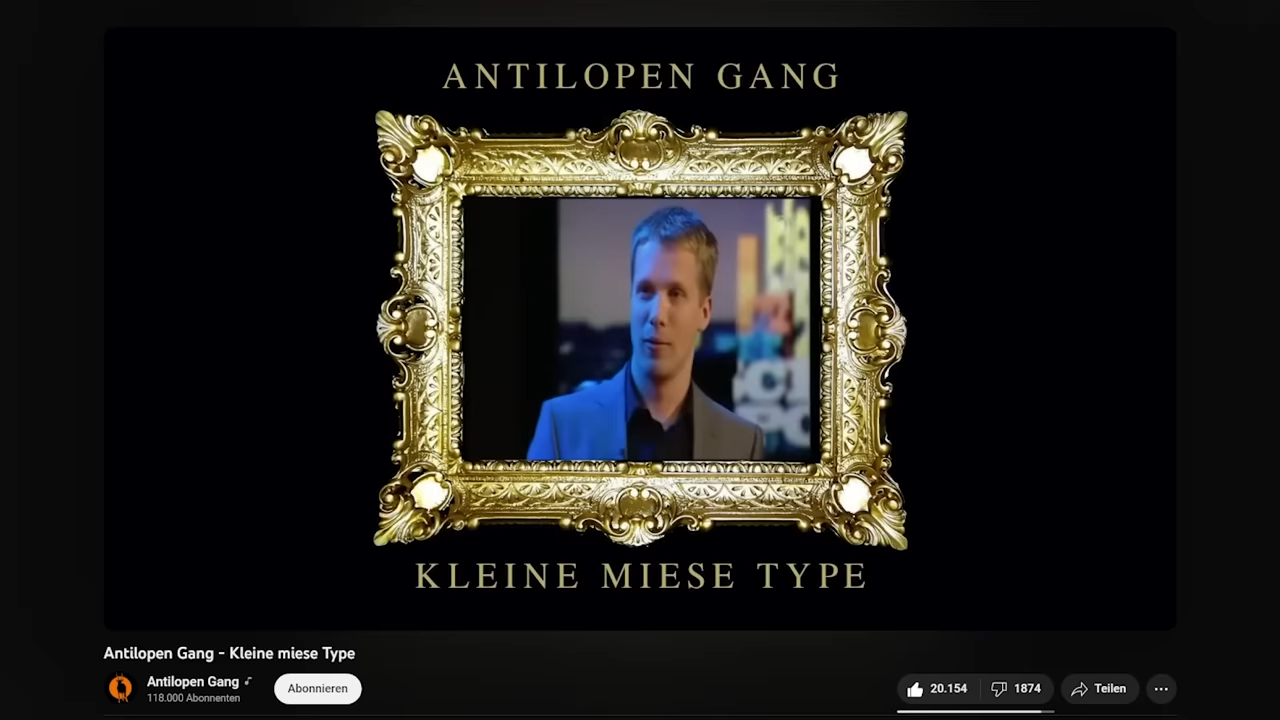 ANTILOPEN GANG
KLEINE MIESE TYPE
Antilopen Gang - Kleine miese Type
Antilopen Gang
118.000 Abonnenten
Abonnieren
20.154
1874
Teilen